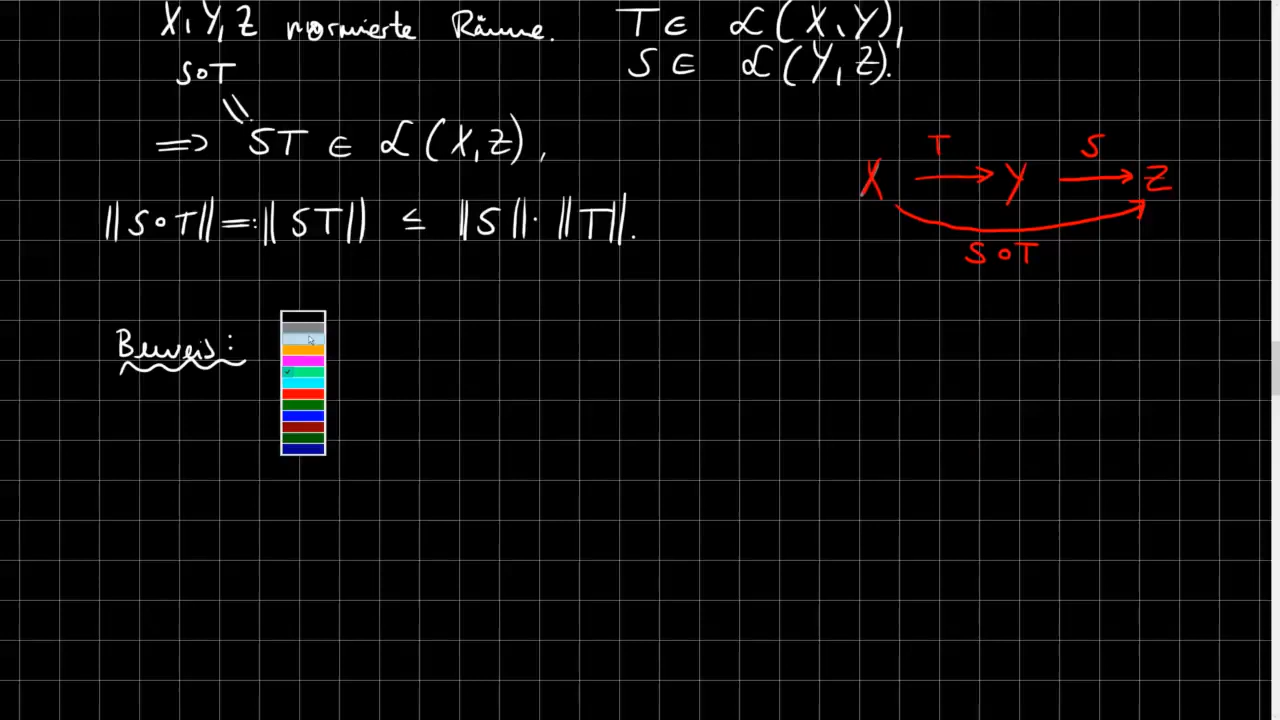 X, Y, Z normierte Räume. T ∈ ℒ(X, Y),
S ∈ ℒ(Y, Z).
S∘T
=
⟹ ST ∈ ℒ(X, Z),
||S∘T|| =: ||ST|| ≤ ||S|| · ||T||.
T S
X → Y → Z
S∘T
Beweis: